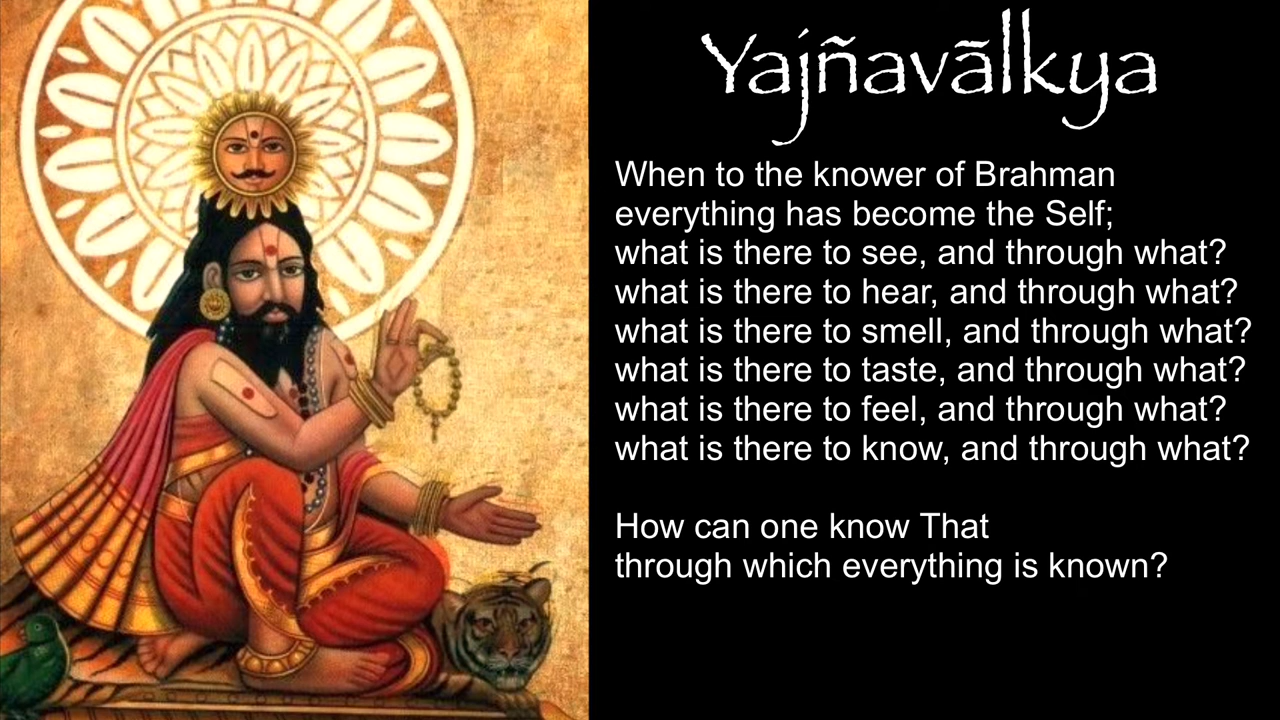 Yajñavãlkya
When to the knower of Brahman
everything has become the Self;
what is there to see, and through what?
what is there to hear, and through what?
what is there to smell, and through what?
what is there to taste, and through what?
what is there to feel, and through what?
what is there to know, and through what?
How can one know That
through which everything is known?